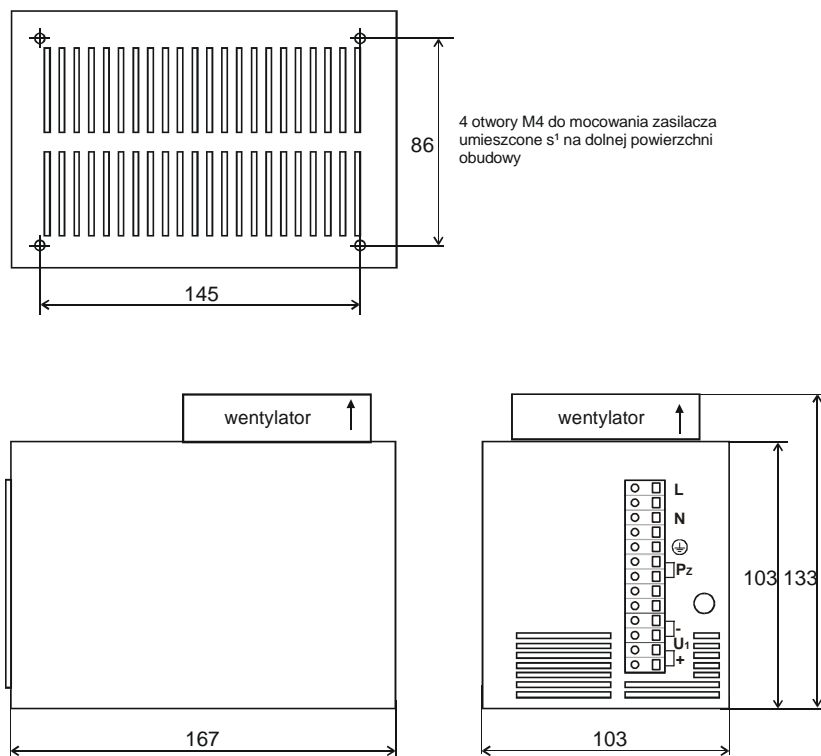 86
4 otwory M4 do mocowania zasilacza
umieszcone s¹ na dolnej powierzchni
obudowy
145
wentylator
wentylator
L
N
Pz
-
U1
+
103
133
167
103